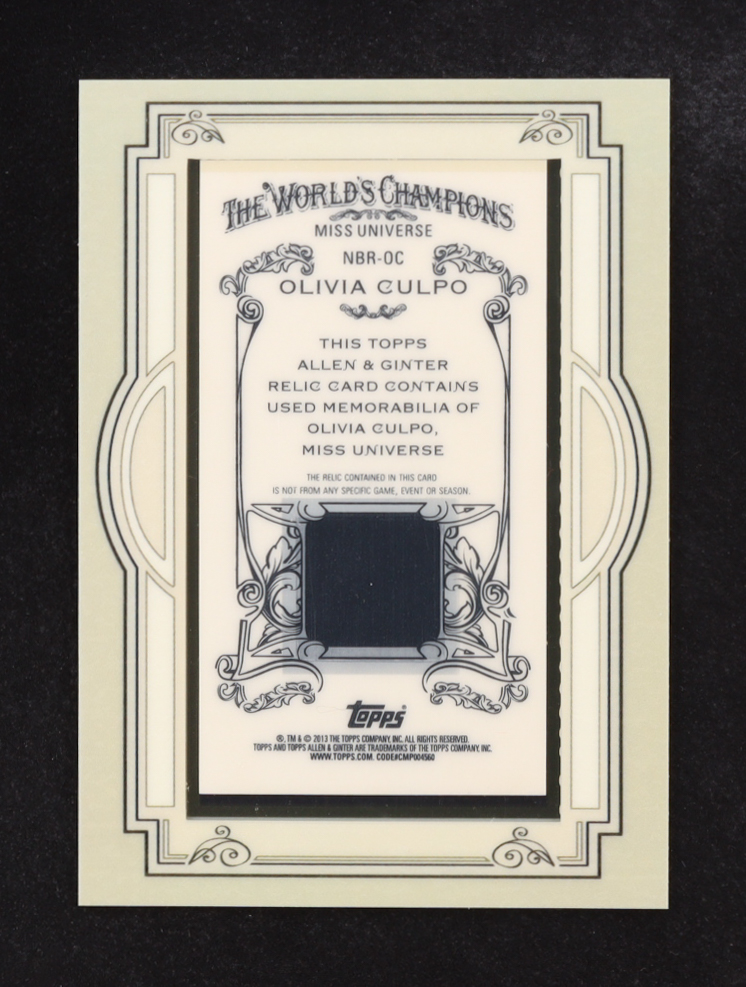 THE WORLD'S CHAMPIONS
MISS UNIVERSE
NBR-OC
OLIVIA CULPO
THIS TOPPS
ALLEN & GINTER
RELIC CARD CONTAINS
USED MEMORABILIA OF
OLIVIA CULPO,
MISS UNIVERSE
THE RELIC CONTAINED IN THIS CARD
IS NOT FROM ANY SPECIFIC GAME, EVENT OR SEASON.
topps®
®, TM & © 2013 THE TOPPS COMPANY, INC. ALL RIGHTS RESERVED.
TOPPS AND TOPPS ALLEN & GINTER ARE TRADEMARKS OF THE TOPPS COMPANY, INC.
WWW.TOPPS.COM. CODE#CMP004560